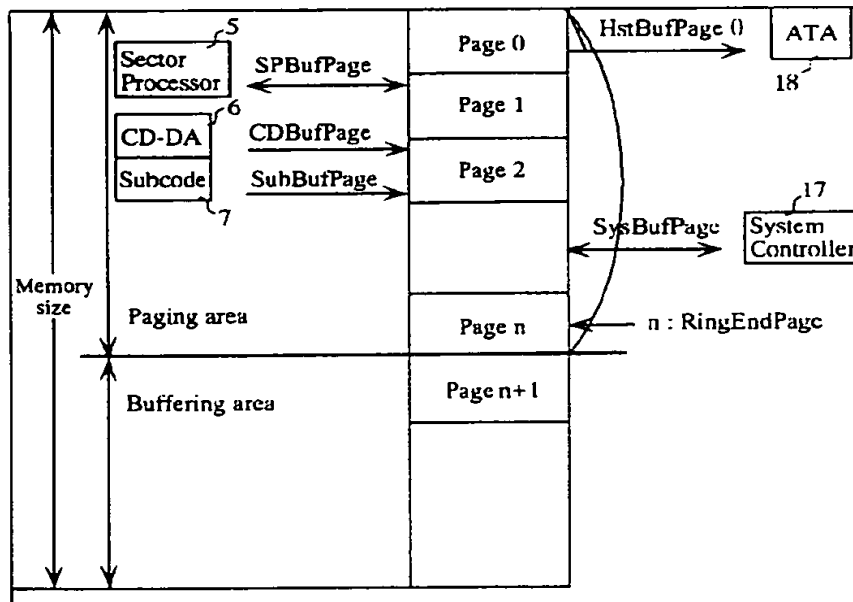 5
Sector
Processor
SPBufPage
6
CD-DA
CDBufPage
Subcode
SubBufPage
7
Memory
size
Paging area
Buffering area
Page 0
Page 1
Page 2
Page n
Page n+1
HstBufPage 0
ATA
18
17
SysBufPage
System
Controller
n : RingEndPage